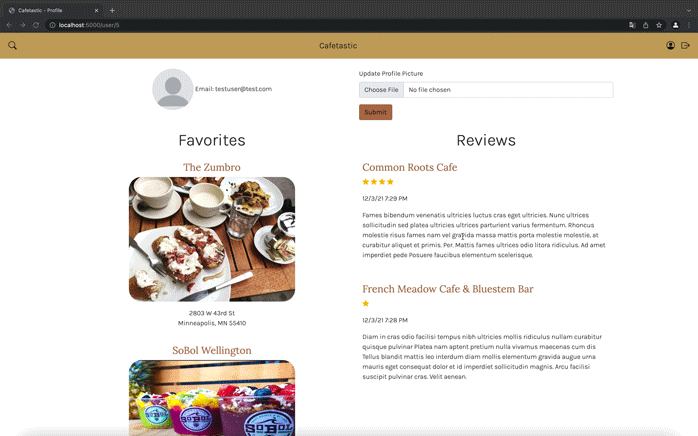 Cafetastic - Profile
localhost:5000/user/5
Cafetastic
Email: testuser@test.com
Update Profile Picture
Choose File No file chosen
Submit
Favorites
The Zumbro
2803 W 43rd St
Minneapolis, MN 55410
SoBol Wellington
SOBOL
SOBOL
Reviews
Common Roots Cafe
12/3/21 7:29 PM
Fames bibendum venenatis ultricies luctus cras eget ultricies. Nunc ultrices
sollicitudin sed platea ultricies ultrices parturient varius fermentum. Rhoncus
molestie risus fames nam vel gravida massa mattis porta molestie molestie, at
curabitur aliquet et primis. Per. Mattis fames ultrices odio litora ridiculus. Ad amet
imperdiet pede Posuere faucibus elementum scelerisque.
French Meadow Cafe & Bluestem Bar
12/3/21 7:28 PM
Diam in cras odio facilisi tempus nibh ultricies mollis ridiculus nullam curabitur
quisque pulvinar Platea nam aptent pretium nulla vivamus maecenas cum dis
Tellus blandit mattis leo interdum diam mollis elementum gravida augue urna
mauris eget consequat dolor et id imperdiet sollicitudin magnis. Arcu facilisi
suscipit pulvinar cras. Velit aenean.